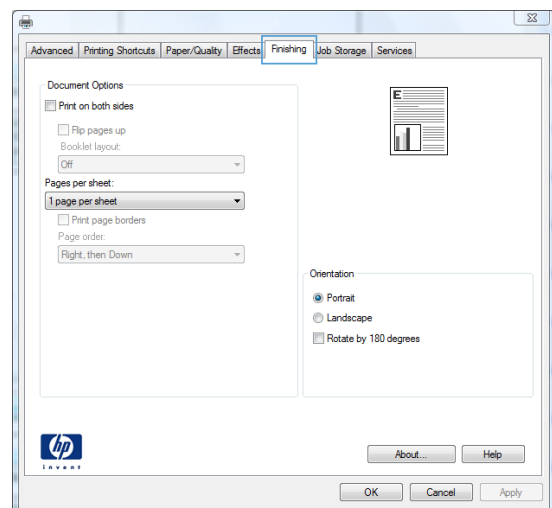 Advanced Printing Shortcuts Paper/Quality Effects Finishing Job Storage Services
Document Options
Print on both sides
Flip pages up
Booklet layout:
Off
Pages per sheet:
1 page per sheet
Print page borders
Page order:
Right, then Down
E
Orientation
Portrait
Landscape
Rotate by 180 degrees
hp
invent
About... Help
OK Cancel Apply